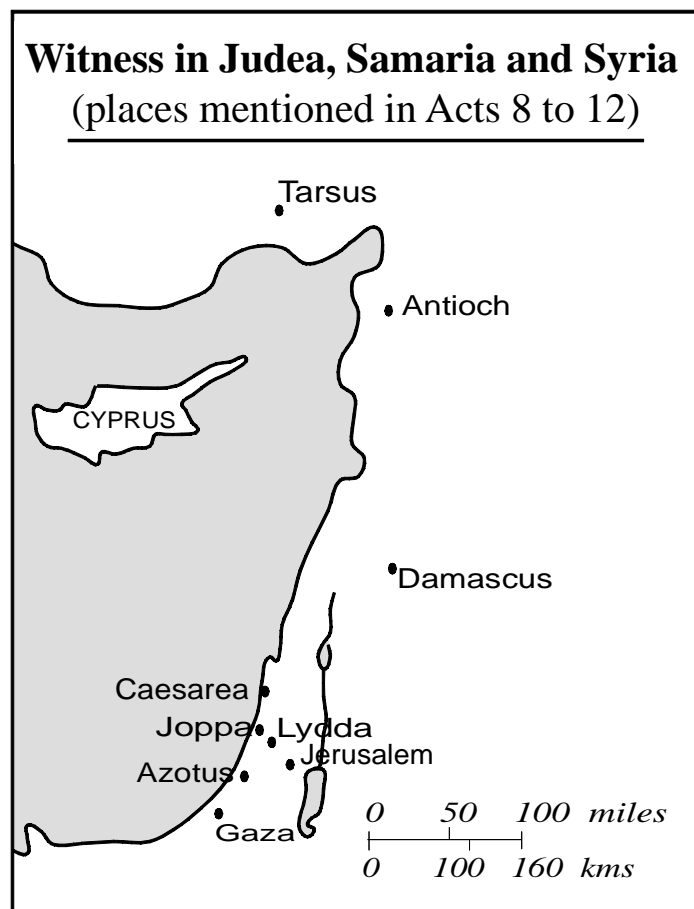 Witness in Judea, Samaria and Syria
(places mentioned in Acts 8 to 12)
Tarsus
Antioch
CYPRUS
Damascus
Caesarea
Joppa Lydda
Jerusalem
Azotus
Gaza
0 50 100 miles
0 100 160 kms